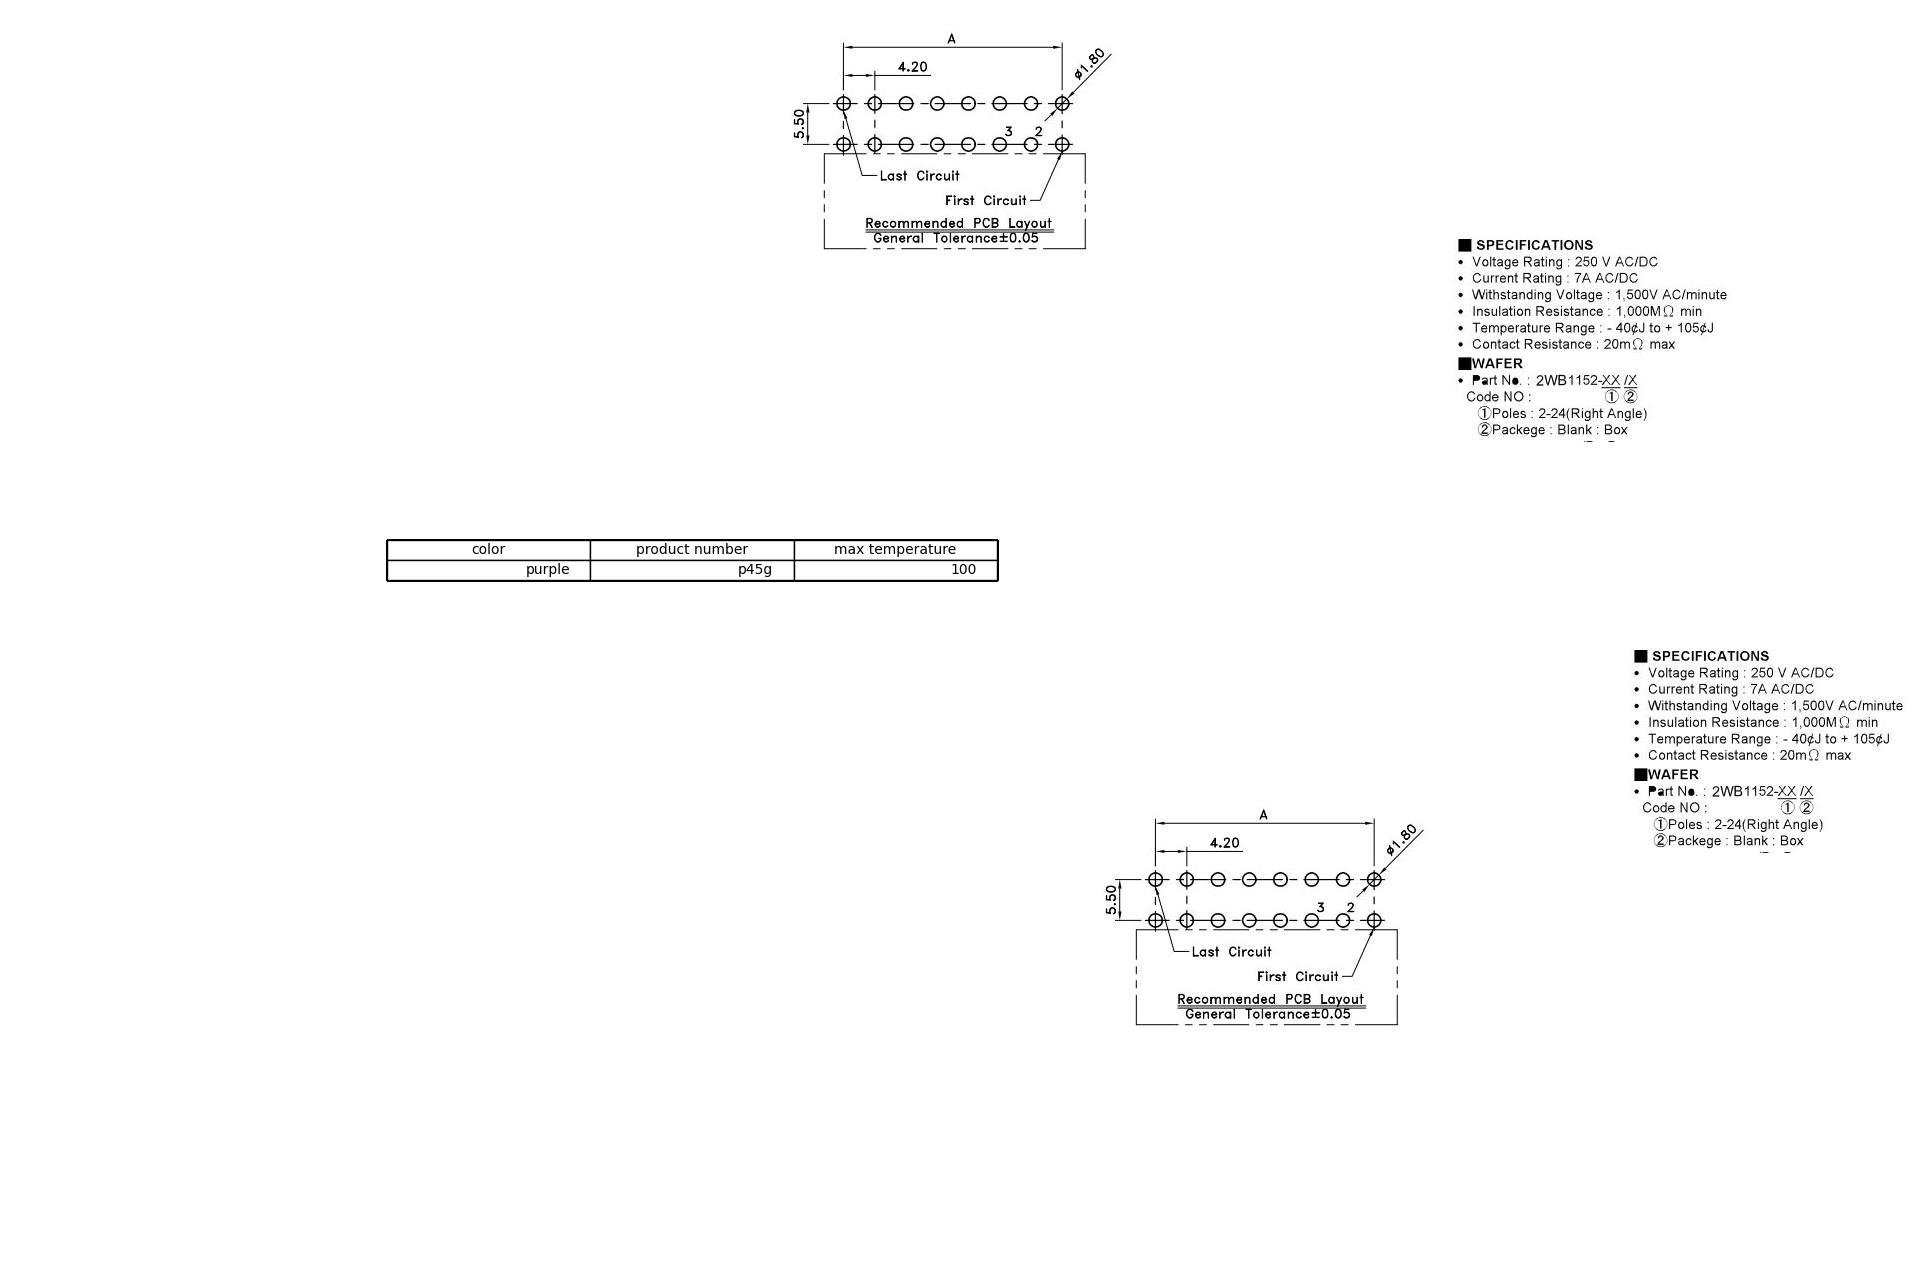 A
4.20
ø1.80
5.50
3 2
Last Circuit
First Circuit
Recommended PCB Layout
General Tolerance±0.05
■ SPECIFICATIONS
• Voltage Rating : 250 V AC/DC
• Current Rating : 7A AC/DC
• Withstanding Voltage : 1,500V AC/minute
• Insulation Resistance : 1,000MΩ min
• Temperature Range : - 40¢J to + 105¢J
• Contact Resistance : 20mΩ max
■WAFER
• Part No. : 2WB1152-XX /X
Code NO : ① ②
①Poles : 2-24(Right Angle)
②Packege : Blank : Box
color product number max temperature
purple p45g 100
■ SPECIFICATIONS
• Voltage Rating : 250 V AC/DC
• Current Rating : 7A AC/DC
• Withstanding Voltage : 1,500V AC/minute
• Insulation Resistance : 1,000MΩ min
• Temperature Range : - 40¢J to + 105¢J
• Contact Resistance : 20mΩ max
■WAFER
• Part No. : 2WB1152-XX /X
Code NO : ① ②
①Poles : 2-24(Right Angle)
②Packege : Blank : Box
A
4.20
ø1.80
5.50
3 2
Last Circuit
First Circuit
Recommended PCB Layout
General Tolerance±0.05